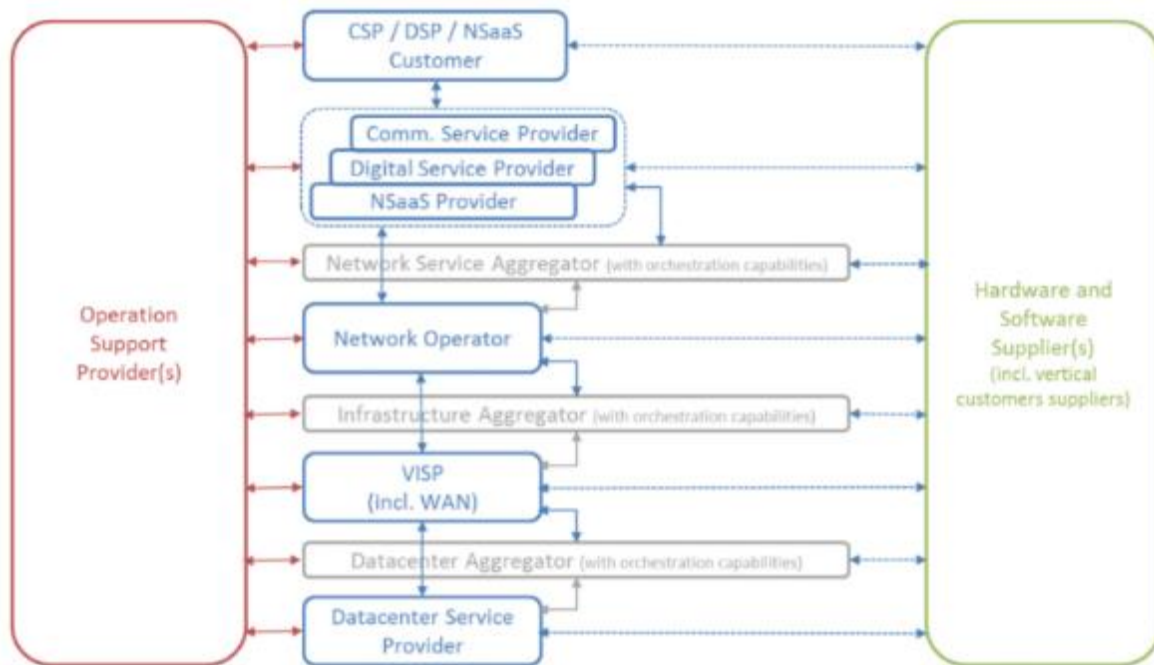 CSP / DSP / NSaaS
Customer
Comm. Service Provider
Digital Service Provider
NSaaS Provider
Network Service Aggregator (with orchestration capabilities)
Operation
Support
Provider(s)
Network Operator
Hardware and
Software
Supplier(s)
(incl. vertical
customers suppliers)
Infrastructure Aggregator (with orchestration capabilities)
VISP
(incl. WAN)
Datacenter Aggregator (with orchestration capabilities)
Datacenter Service
Provider